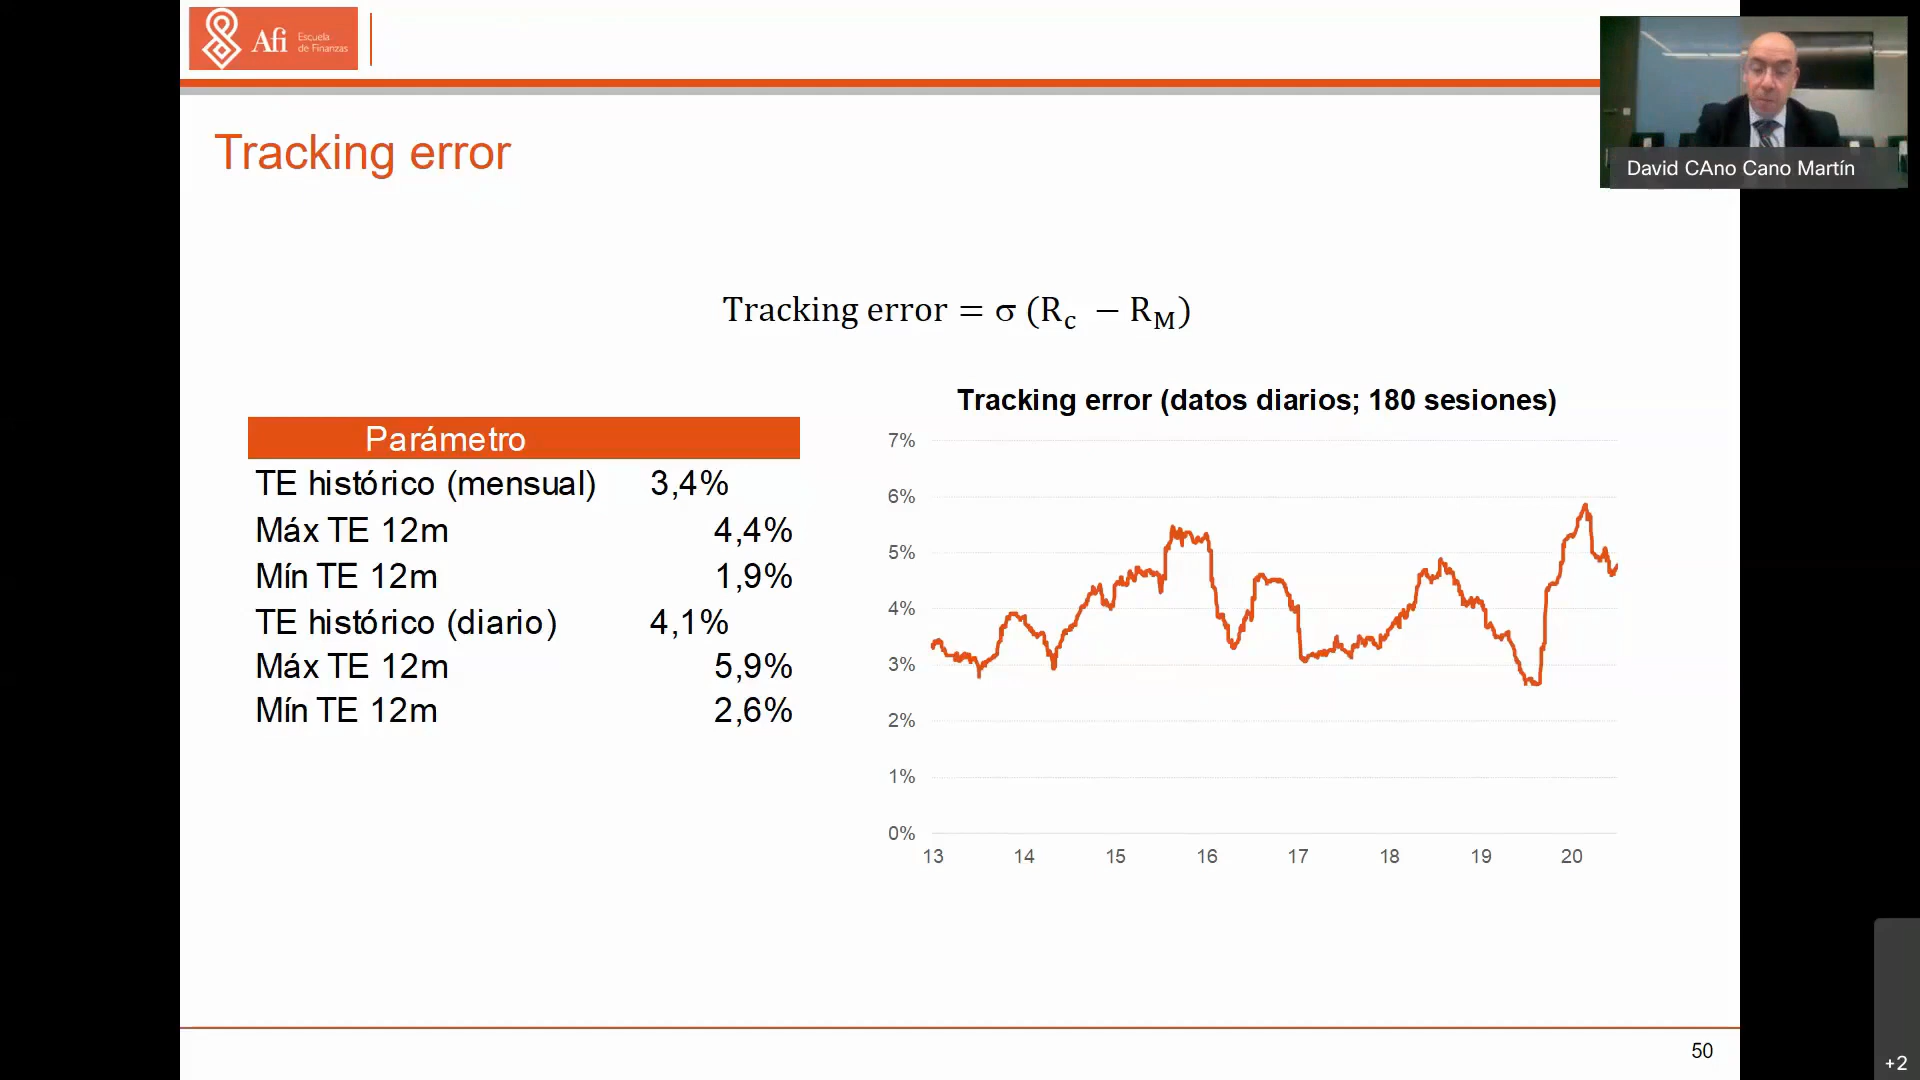 Afi Escuela de Finanzas
David CAno Cano Martín
Tracking error
Tracking error = σ (Rc − RM)
Parámetro
TE histórico (mensual) 3,4%
Máx TE 12m 4,4%
Mín TE 12m 1,9%
TE histórico (diario) 4,1%
Máx TE 12m 5,9%
Mín TE 12m 2,6%
Tracking error (datos diarios; 180 sesiones)
7%
6%
5%
4%
3%
2%
1%
0%
13 14 15 16 17 18 19 20
50
+2